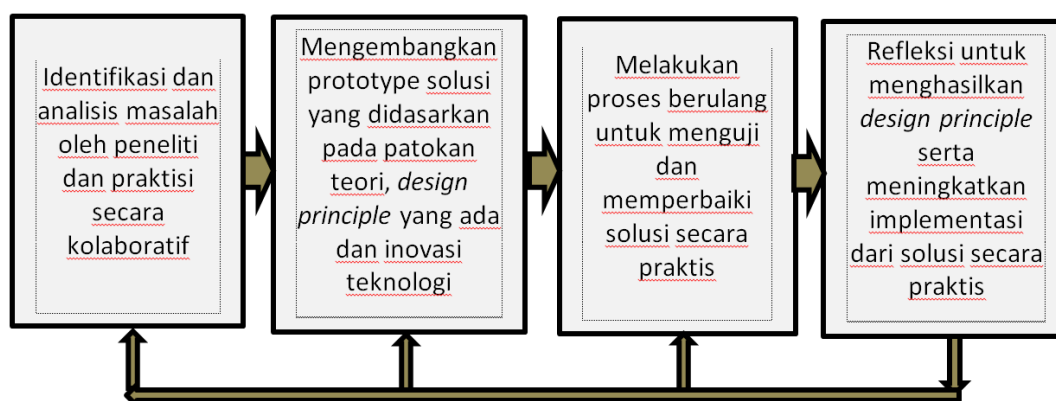 Identifikasi dan
analisis masalah
oleh peneliti
dan praktisi
secara
kolaboratif
Mengembangkan
prototype solusi
yang didasarkan
pada patokan
teori, design
principle yang ada
dan inovasi
teknologi
Melakukan
proses berulang
untuk menguji
dan
memperbaiki
solusi secara
praktis
Refleksi untuk
menghasilkan
design principle
serta
meningkatkan
implementasi
dari solusi secara
praktis